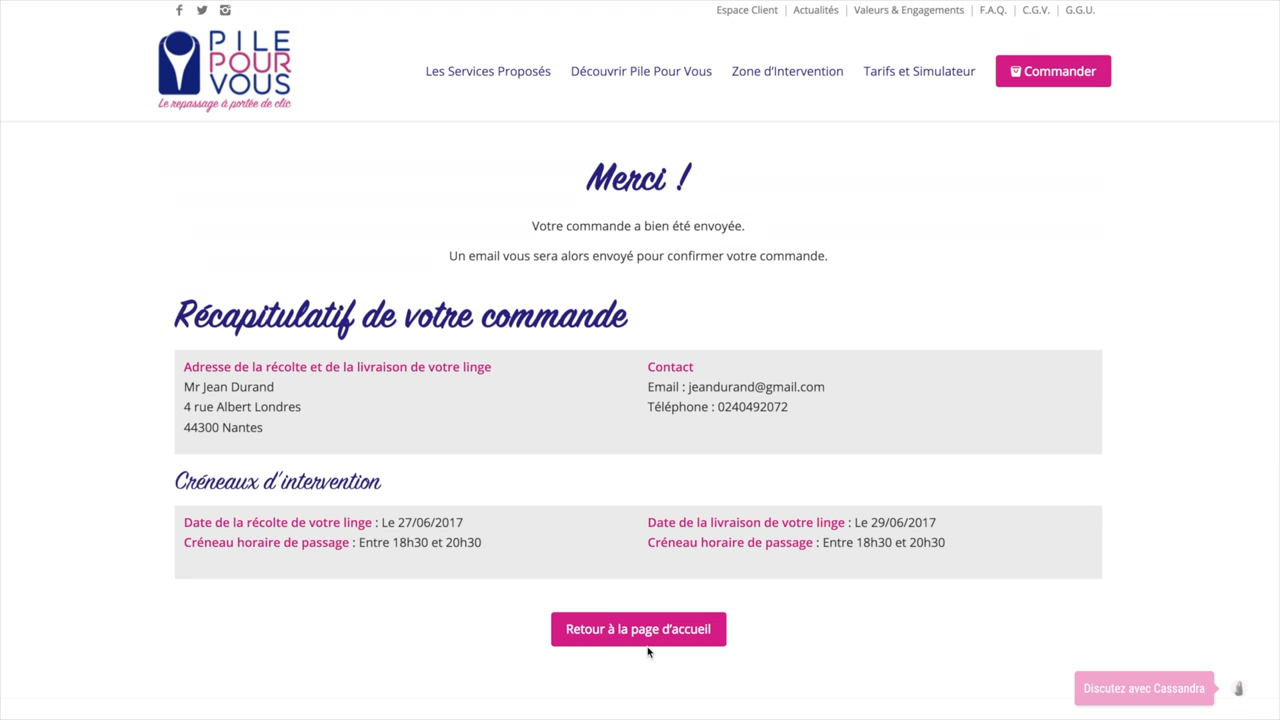 Espace Client | Actualités | Valeurs & Engagements | F.A.Q. | C.G.V. | G.G.U.
PILE
POUR
VOUS
Le repassage à portée de clic
Les Services Proposés Découvrir Pile Pour Vous Zone d’Intervention Tarifs et Simulateur Commander
Merci !
Votre commande a bien été envoyée.
Un email vous sera alors envoyé pour confirmer votre commande.
Récapitulatif de votre commande
Adresse de la récolte et de la livraison de votre linge
Mr Jean Durand
4 rue Albert Londres
44300 Nantes
Contact
Email : jeandurand@gmail.com
Téléphone : 0240492072
Créneaux d’intervention
Date de la récolte de votre linge : Le 27/06/2017
Créneau horaire de passage : Entre 18h30 et 20h30
Date de la livraison de votre linge : Le 29/06/2017
Créneau horaire de passage : Entre 18h30 et 20h30
Retour à la page d’accueil
Discutez avec Cassandra